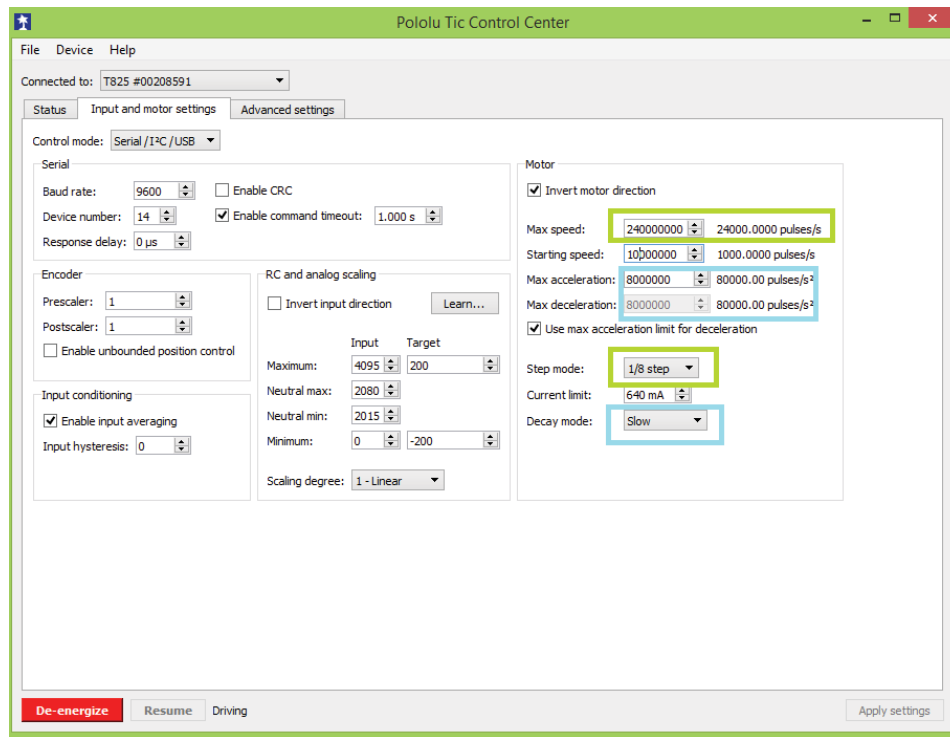 Pololu Tic Control Center
File Device Help
Connected to: T825 #00208591
Status Input and motor settings Advanced settings
Control mode: Serial / I²C / USB
Serial
Baud rate: 9600 Enable CRC
Device number: 14 Enable command timeout: 1.000 s
Response delay: 0 µs
Encoder
Prescaler: 1
Postscaler: 1
Enable unbounded position control
Input conditioning
Enable input averaging
Input hysteresis: 0
RC and analog scaling
Invert input direction Learn...
Input Target
Maximum: 4095 200
Neutral max: 2080
Neutral min: 2015
Minimum: 0 -200
Scaling degree: 1 - Linear
Motor
Invert motor direction
Max speed: 240000000 24000.0000 pulses/s
Starting speed: 10000000 1000.0000 pulses/s
Max acceleration: 8000000 80000.00 pulses/s²
Max deceleration: 8000000 80000.00 pulses/s²
Use max acceleration limit for deceleration
Step mode: 1/8 step
Current limit: 640 mA
Decay mode: Slow
De-energize Resume Driving Apply settings